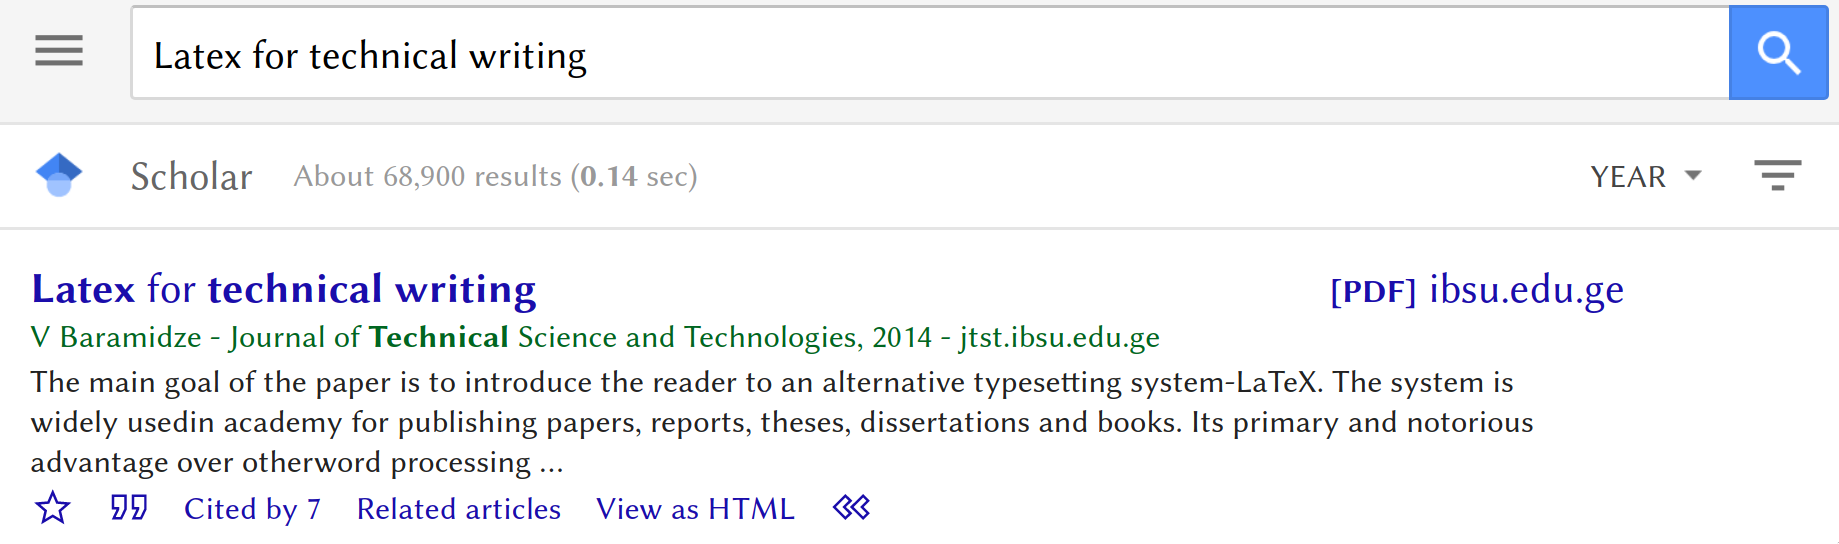 Latex for technical writing
Scholar About 68,900 results (0.14 sec) YEAR
Latex for technical writing [PDF] ibsu.edu.ge
V Baramidze - Journal of Technical Science and Technologies, 2014 - jtst.ibsu.edu.ge
The main goal of the paper is to introduce the reader to an alternative typesetting system-LaTeX. The system is
widely usedin academy for publishing papers, reports, theses, dissertations and books. Its primary and notorious
advantage over otherword processing ...
Cited by 7 Related articles View as HTML